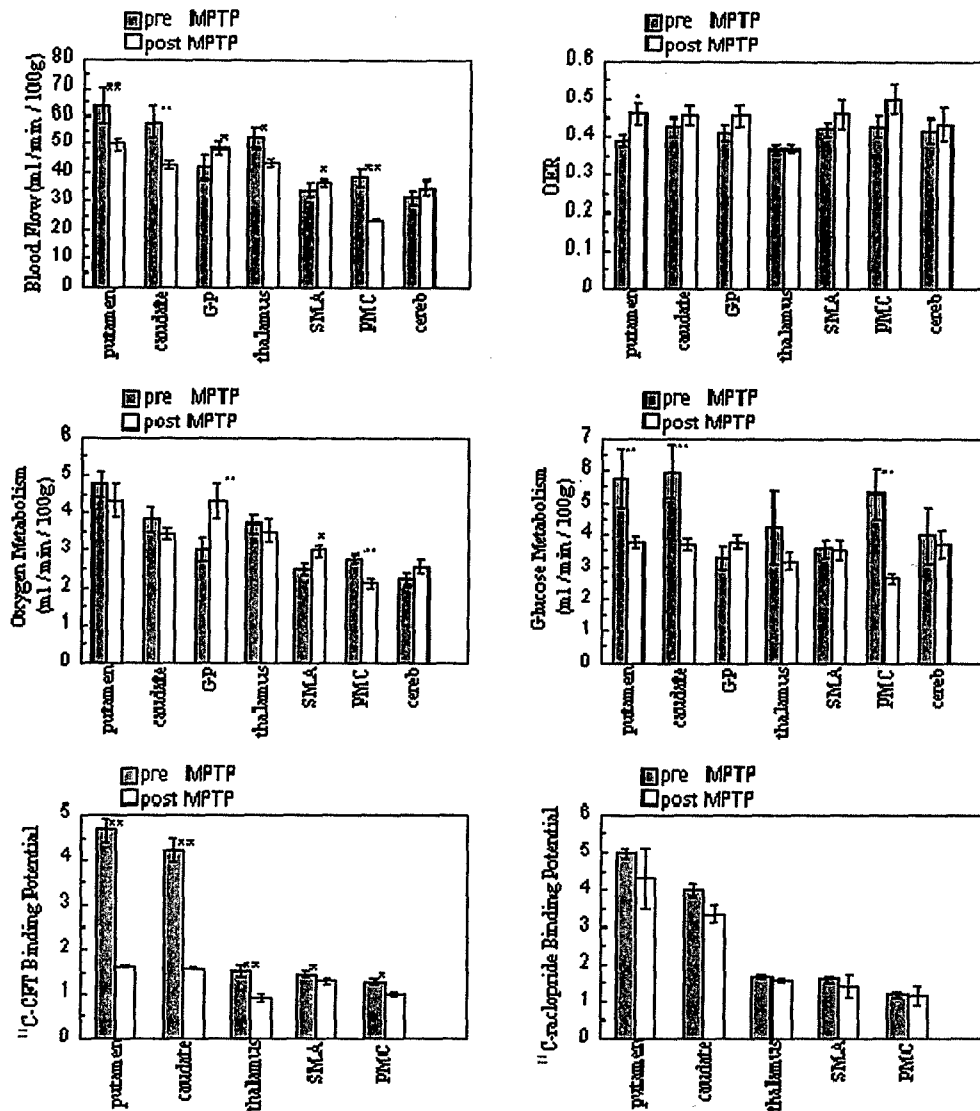 pre MPTP
post MPTP
Blood Flow (ml/min/100g)
80
70
60
50
40
30
20
10
0
**
**
*
*
*
**
putamen
caudate
GP
thalamus
SMA
PMC
cereb
pre MPTP
post MPTP
OER
0.6
0.5
0.4
0.3
0.2
0.1
0
*
putamen
caudate
GP
thalamus
SMA
PMC
cereb
pre MPTP
post MPTP
Oxygen Metabolism
(ml/min/100g)
6
5
4
3
2
1
0
**
*
**
putamen
caudate
GP
thalamus
SMA
PMC
cereb
pre MPTP
post MPTP
Glucose Metabolism
(ml/min/100g)
7
6
5
4
3
2
1
0
**
**
**
putamen
caudate
GP
thalamus
SMA
PMC
cereb
pre MPTP
post MPTP
11C-CFT Binding Potential
5
4
3
2
1
0
**
**
**
*
*
putamen
caudate
thalamus
SMA
PMC
pre MPTP
post MPTP
11C-raclopride Binding Potential
6
5
4
3
2
1
0
putamen
caudate
thalamus
SMA
PMC